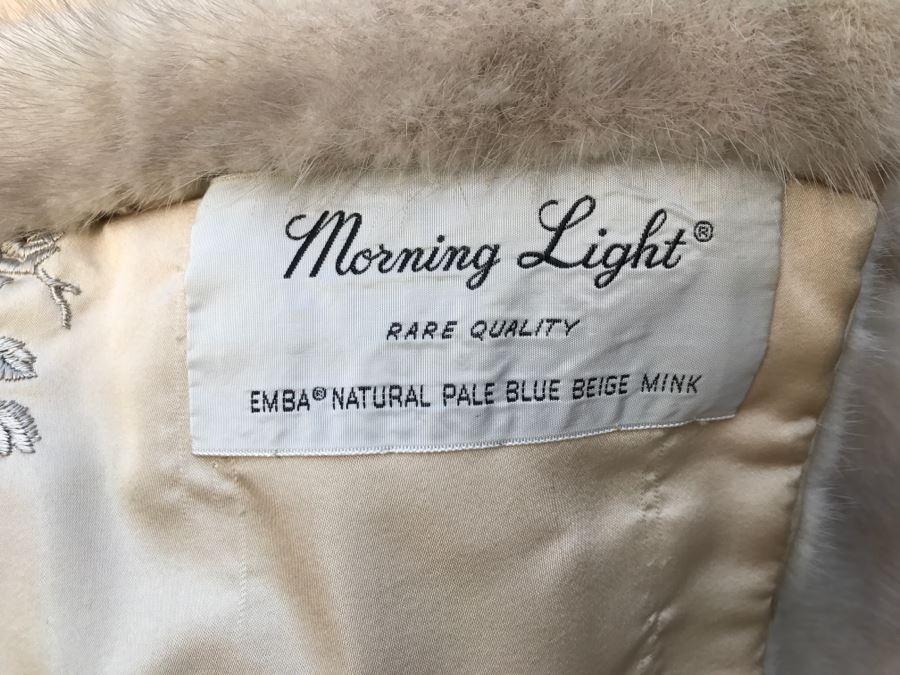 Morning Light®
RARE QUALITY
EMBA® NATURAL PALE BLUE BEIGE MINK